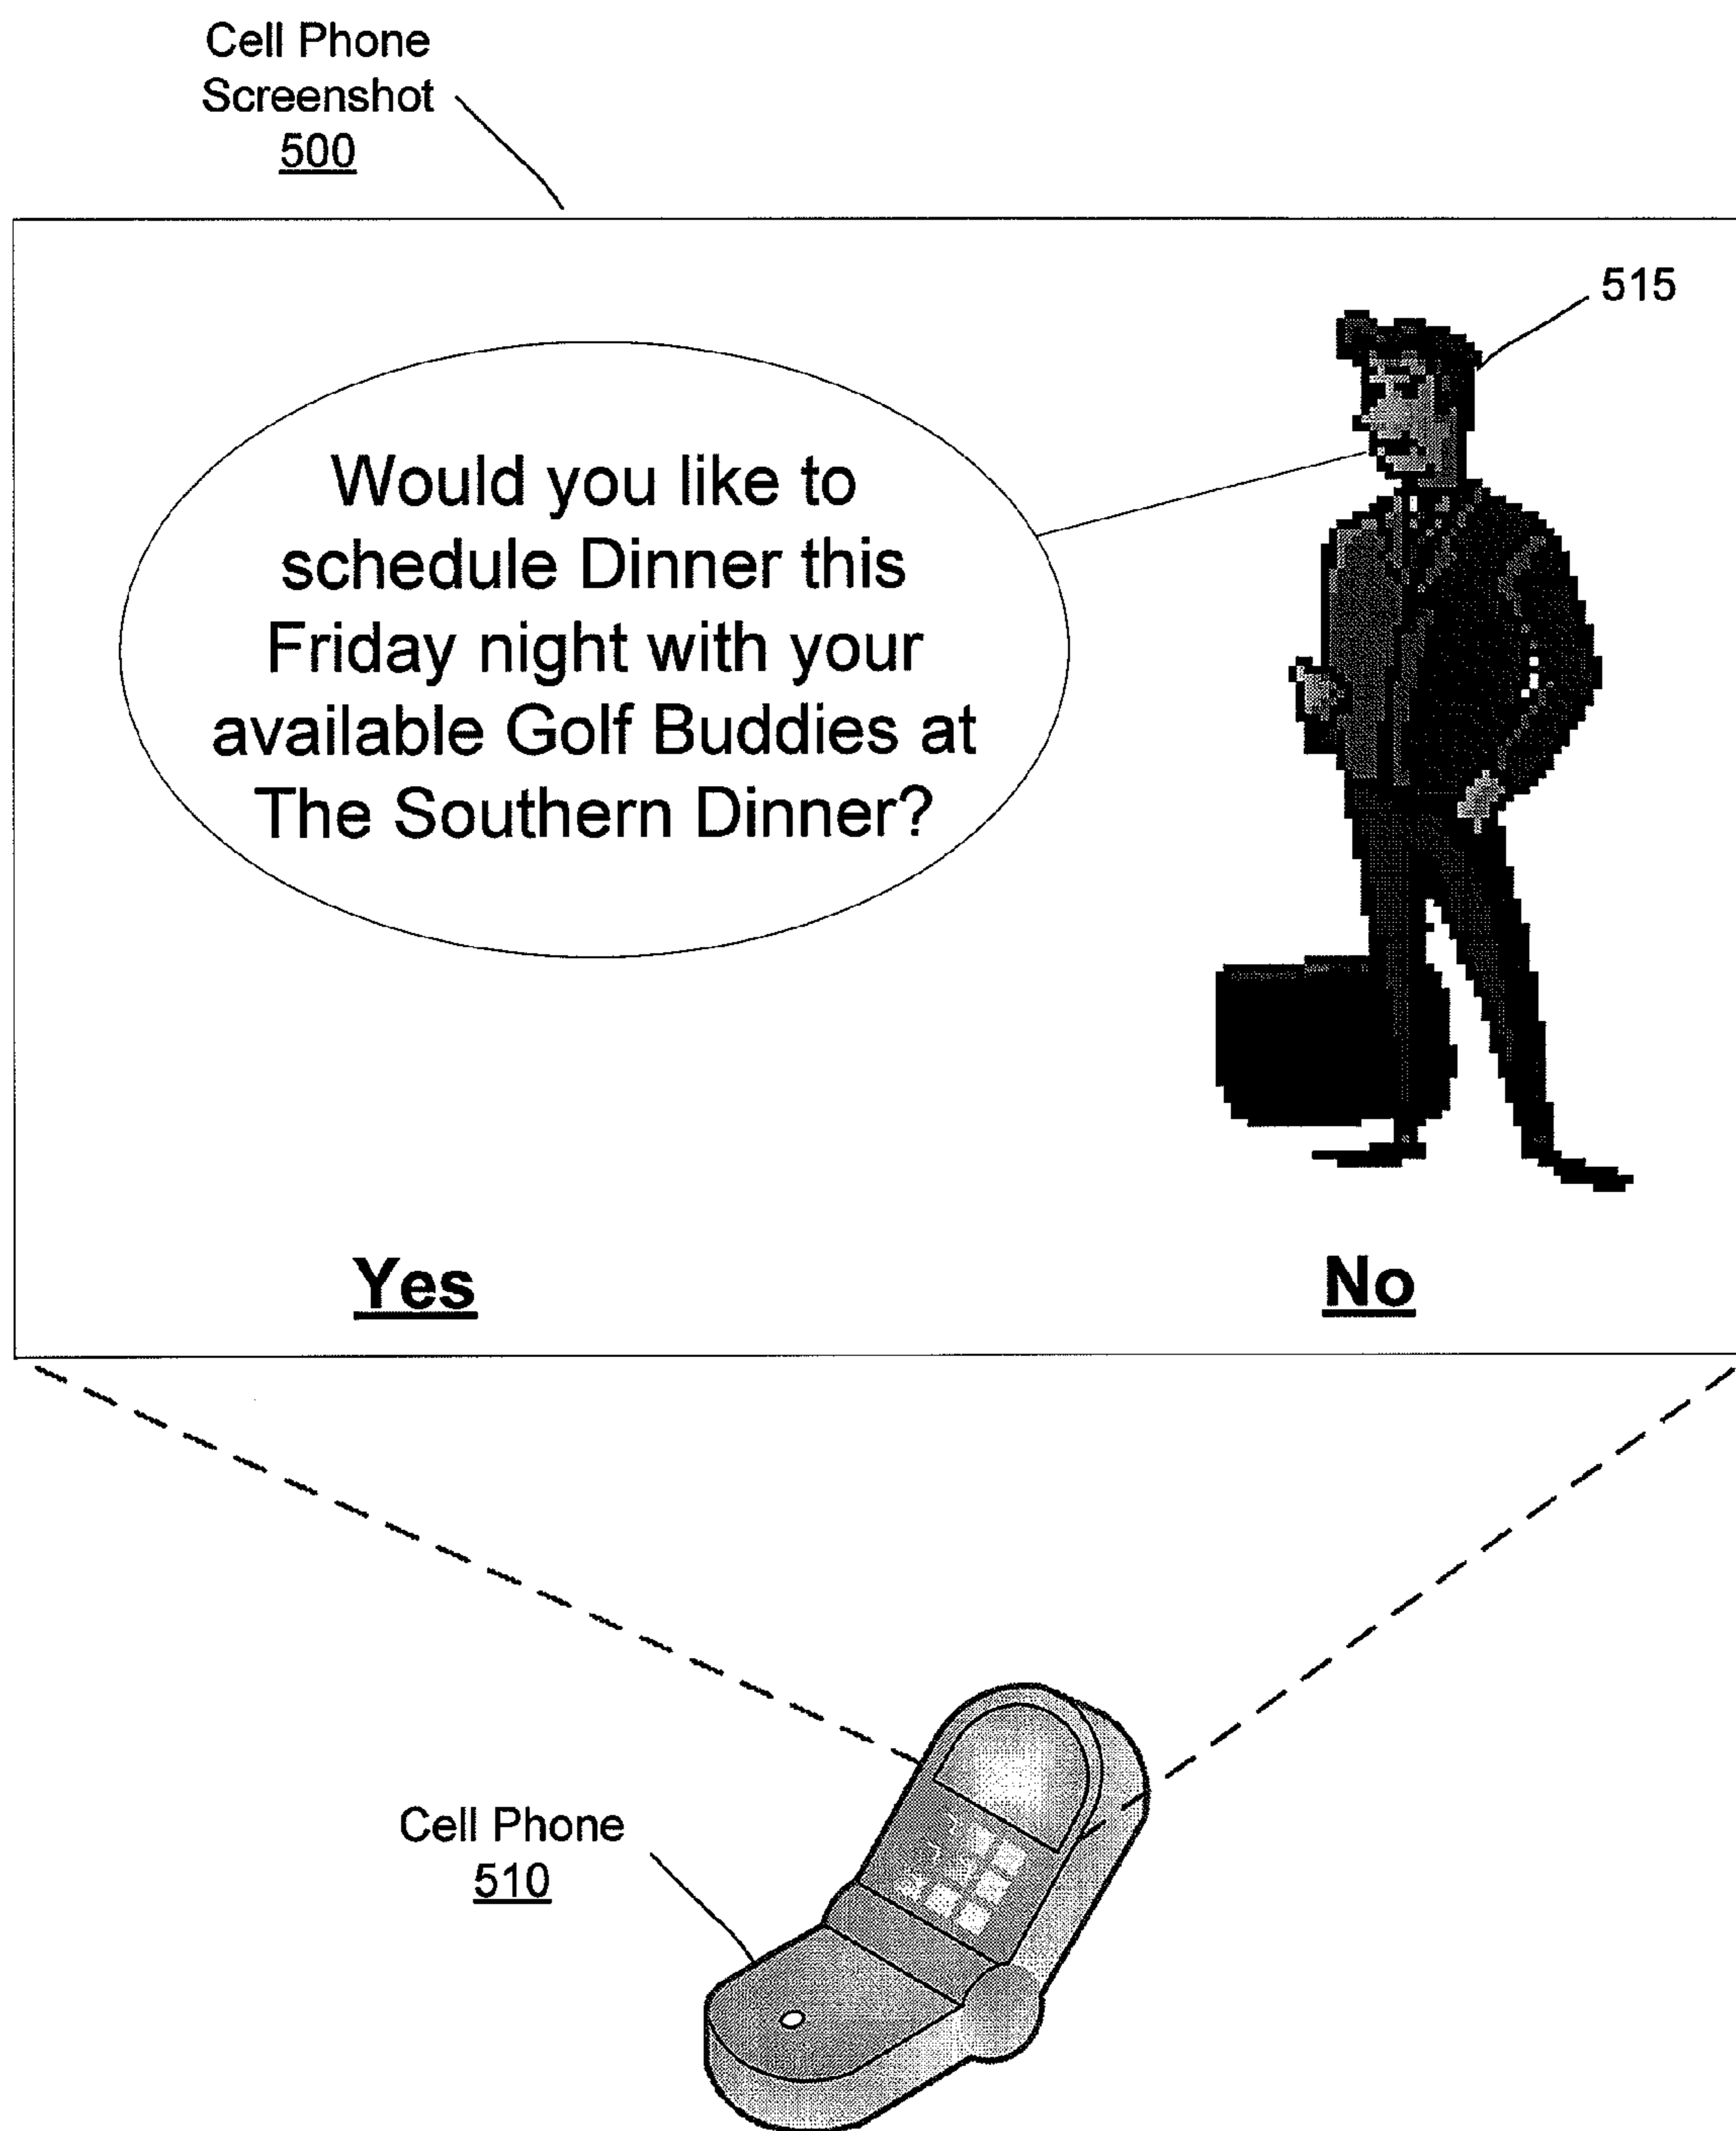 Cell Phone
Screenshot
500
515
Would you like to
schedule Dinner this
Friday night with your
available Golf Buddies at
The Southern Dinner?
Yes
No
Cell Phone
510